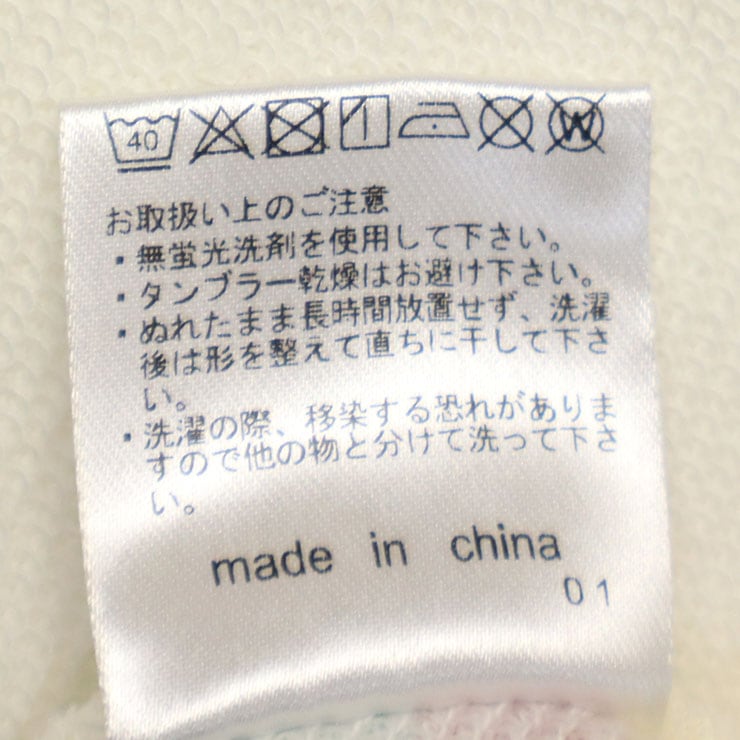 40
W
お取扱い上のご注意
・無蛍光洗剤を使用して下さい。
・タンブラー乾燥はお避け下さい。
・ぬれたまま長時間放置せず、洗濯
後は形を整えて直ちに干して下さ
い。
・洗濯の際、移染する恐れがありま
すので他の物と分けて洗って下さ
い。
made in china
01